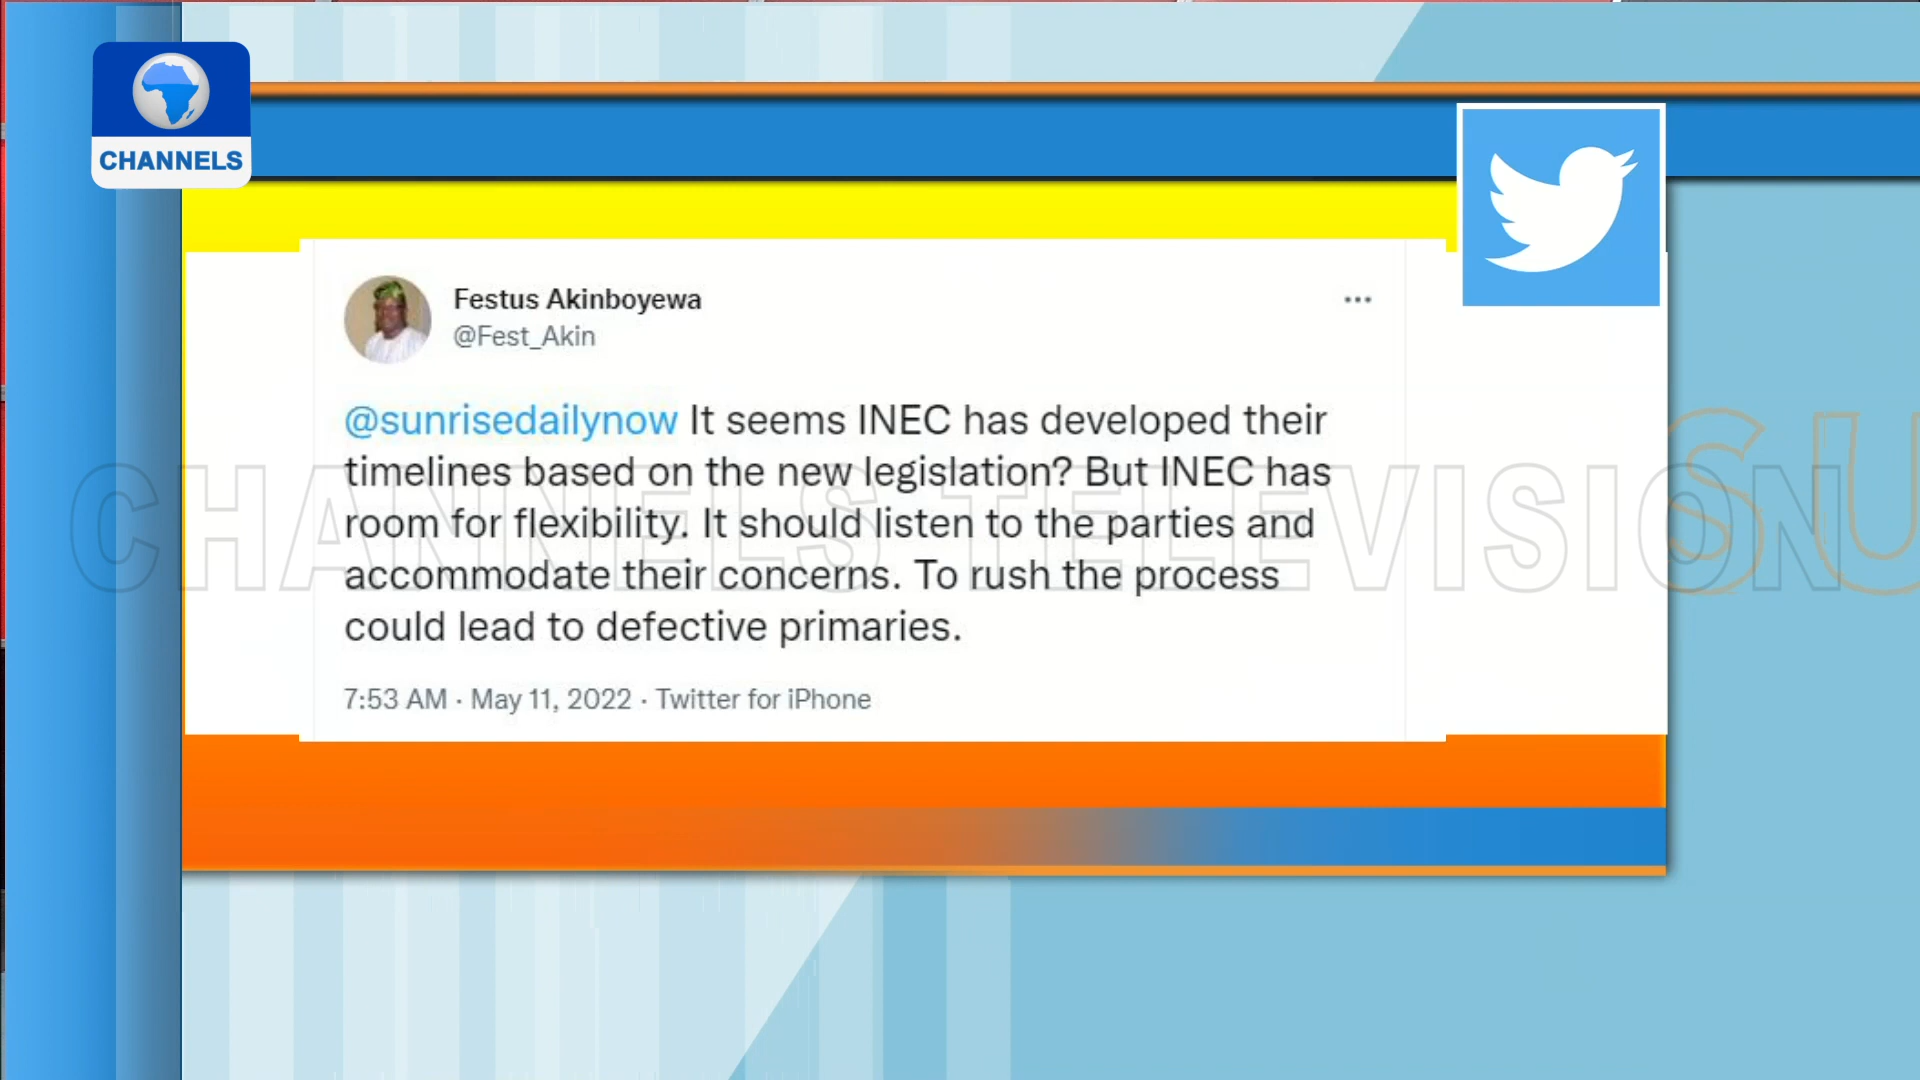 CHANNELS
Festus Akinboyewa
@Fest_Akin
@sunrisedailynow It seems INEC has developed their
timelines based on the new legislation? But INEC has
room for flexibility. It should listen to the parties and
accommodate their concerns. To rush the process
could lead to defective primaries.
7:53 AM · May 11, 2022 · Twitter for iPhone
CHANNELS TELEVISION
SU